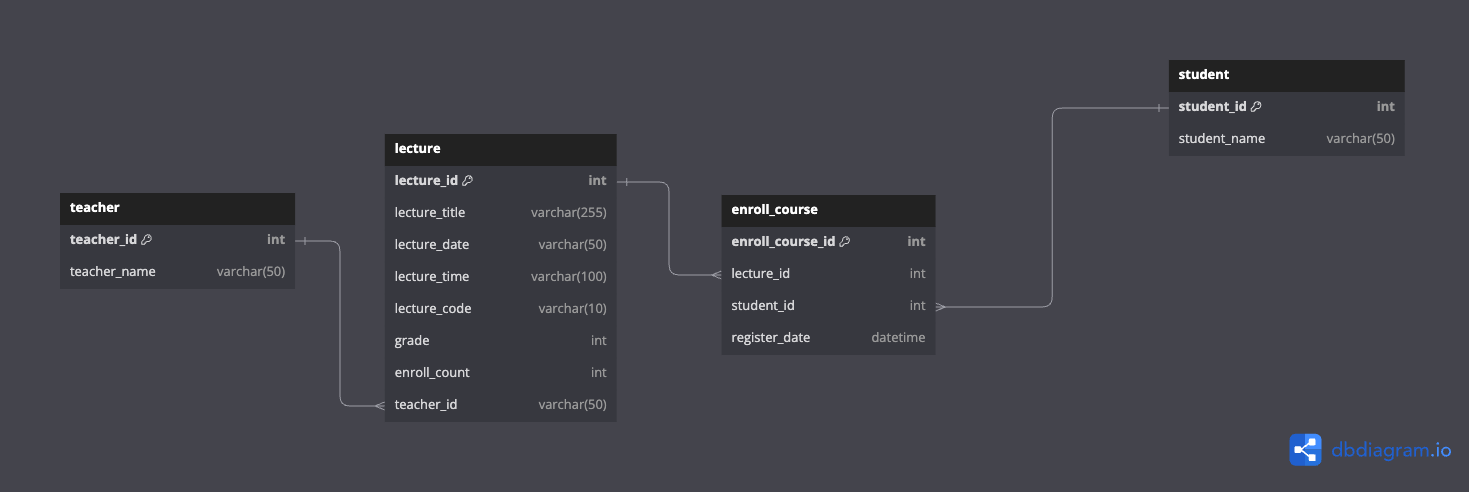 teacher
teacher_id int
teacher_name varchar(50)
lecture
lecture_id int
lecture_title varchar(255)
lecture_date varchar(50)
lecture_time varchar(100)
lecture_code varchar(10)
grade int
enroll_count int
teacher_id varchar(50)
enroll_course
enroll_course_id int
lecture_id int
student_id int
register_date datetime
student
student_id int
student_name varchar(50)
dbdiagram.io